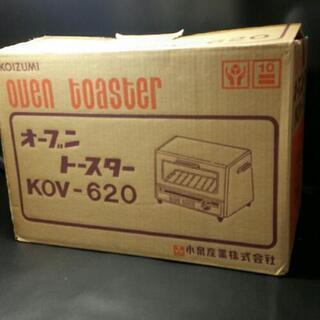 KOIZUMI
oven toaster
オーブン
トースター
KOV-620
10
小泉産業株式会社